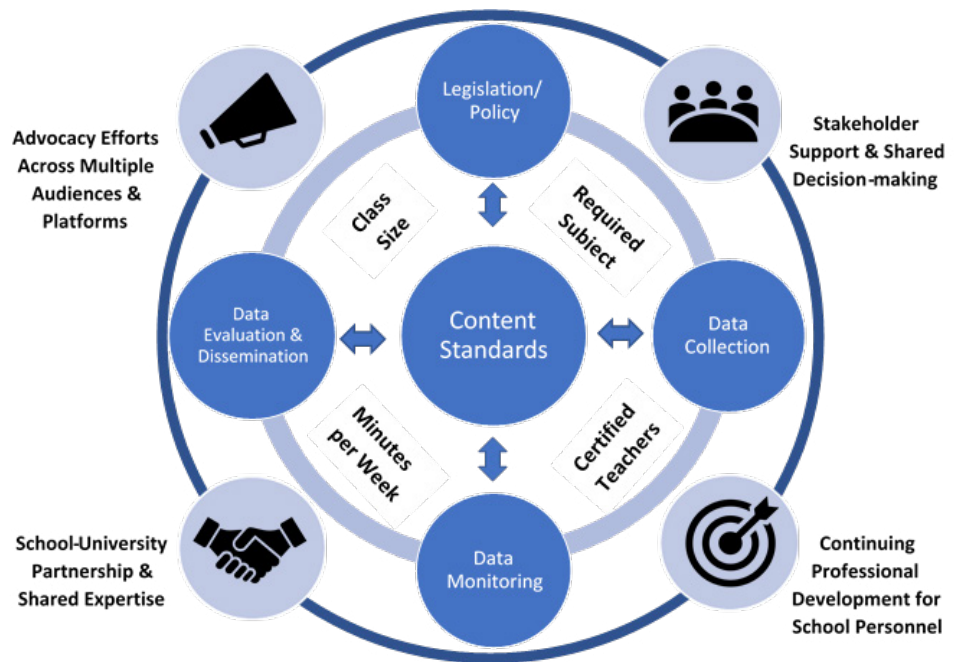 Legislation/
Policy
Advocacy Efforts
Across Multiple
Audiences &
Platforms
Stakeholder
Support & Shared
Decision-making
Class
Size
Required
Subject
Data
Evaluation &
Dissemination
Content
Standards
Data
Collection
Minutes
per Week
Certified
Teachers
School-University
Partnership &
Shared Expertise
Data
Monitoring
Continuing
Professional
Development for
School Personnel